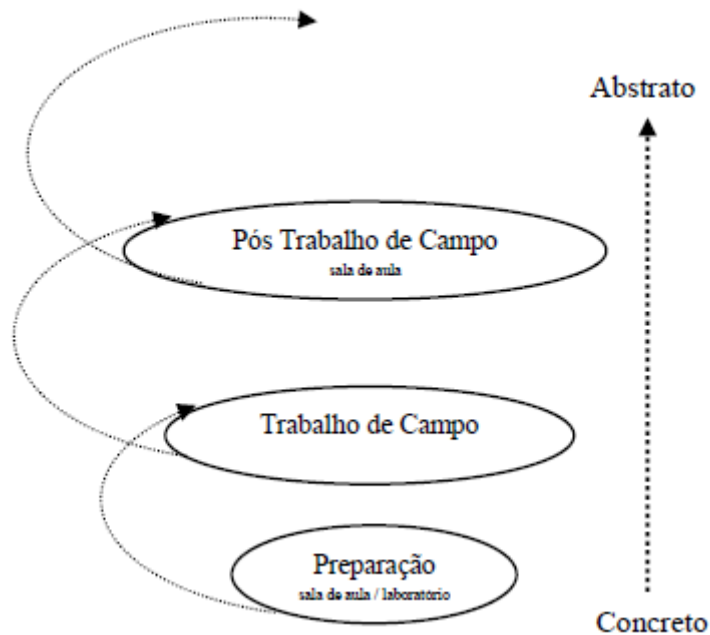 Abstrato
Pós Trabalho de Campo
sala de aula
Trabalho de Campo
Preparação
sala de aula / laboratório
Concreto